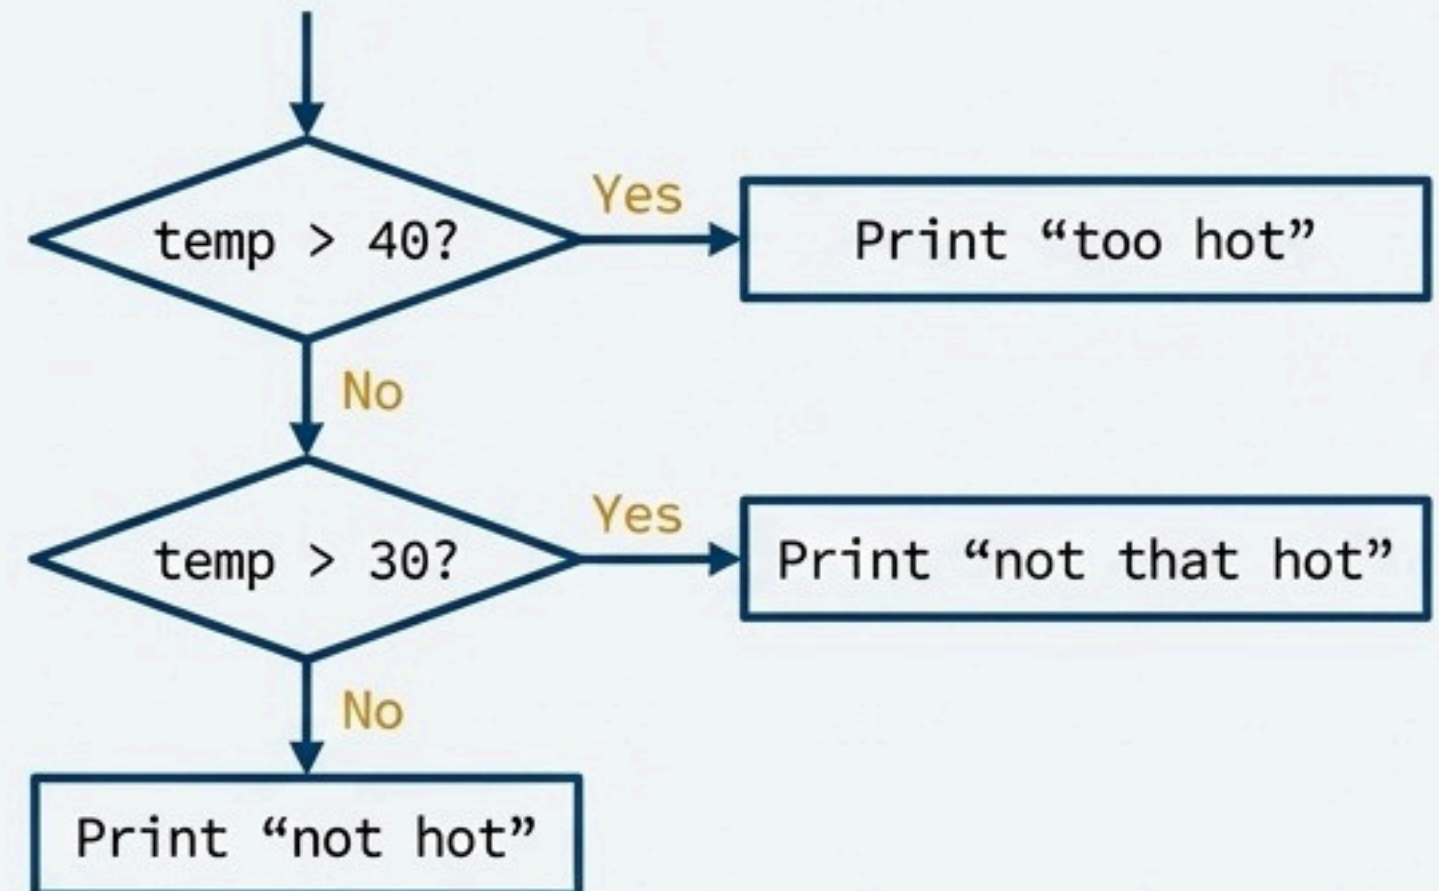 temp > 40?
Yes
Print “too hot”
No
temp > 30?
Yes
Print “not that hot”
No
Print “not hot”